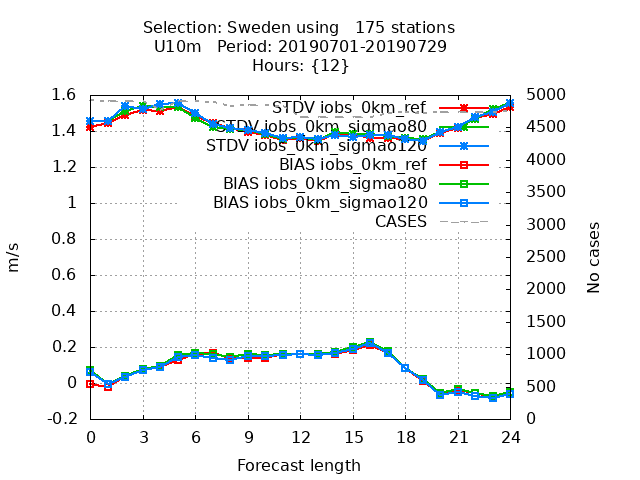 Selection: Sweden using 175 stations
U10m Period: 20190701-20190729
Hours: {12}
STDV iobs_0km_ref
STDV iobs_0km_sigmao80
STDV iobs_0km_sigmao120
BIAS iobs_0km_ref
BIAS iobs_0km_sigmao80
BIAS iobs_0km_sigmao120
CASES
1.6
1.4
1.2
1
0.8
0.6
0.4
0.2
0
-0.2
m/s
5000
4500
4000
3500
3000
2500
2000
1500
1000
500
0
No cases
0 3 6 9 12 15 18 21 24
Forecast length